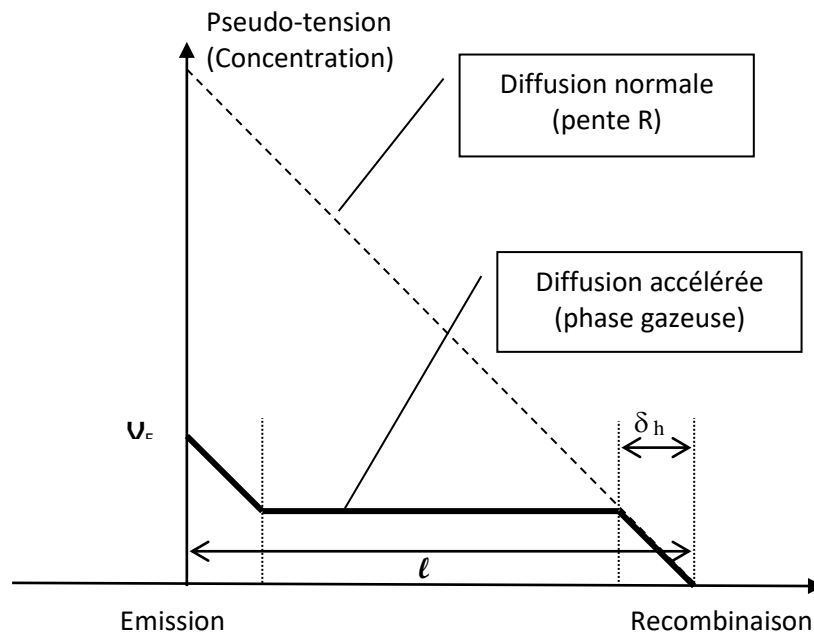 Pseudo-tension
(Concentration)
Diffusion normale
(pente R)
Diffusion accélérée
(phase gazeuse)
δ h
ℓ
Emission
Recombinaison